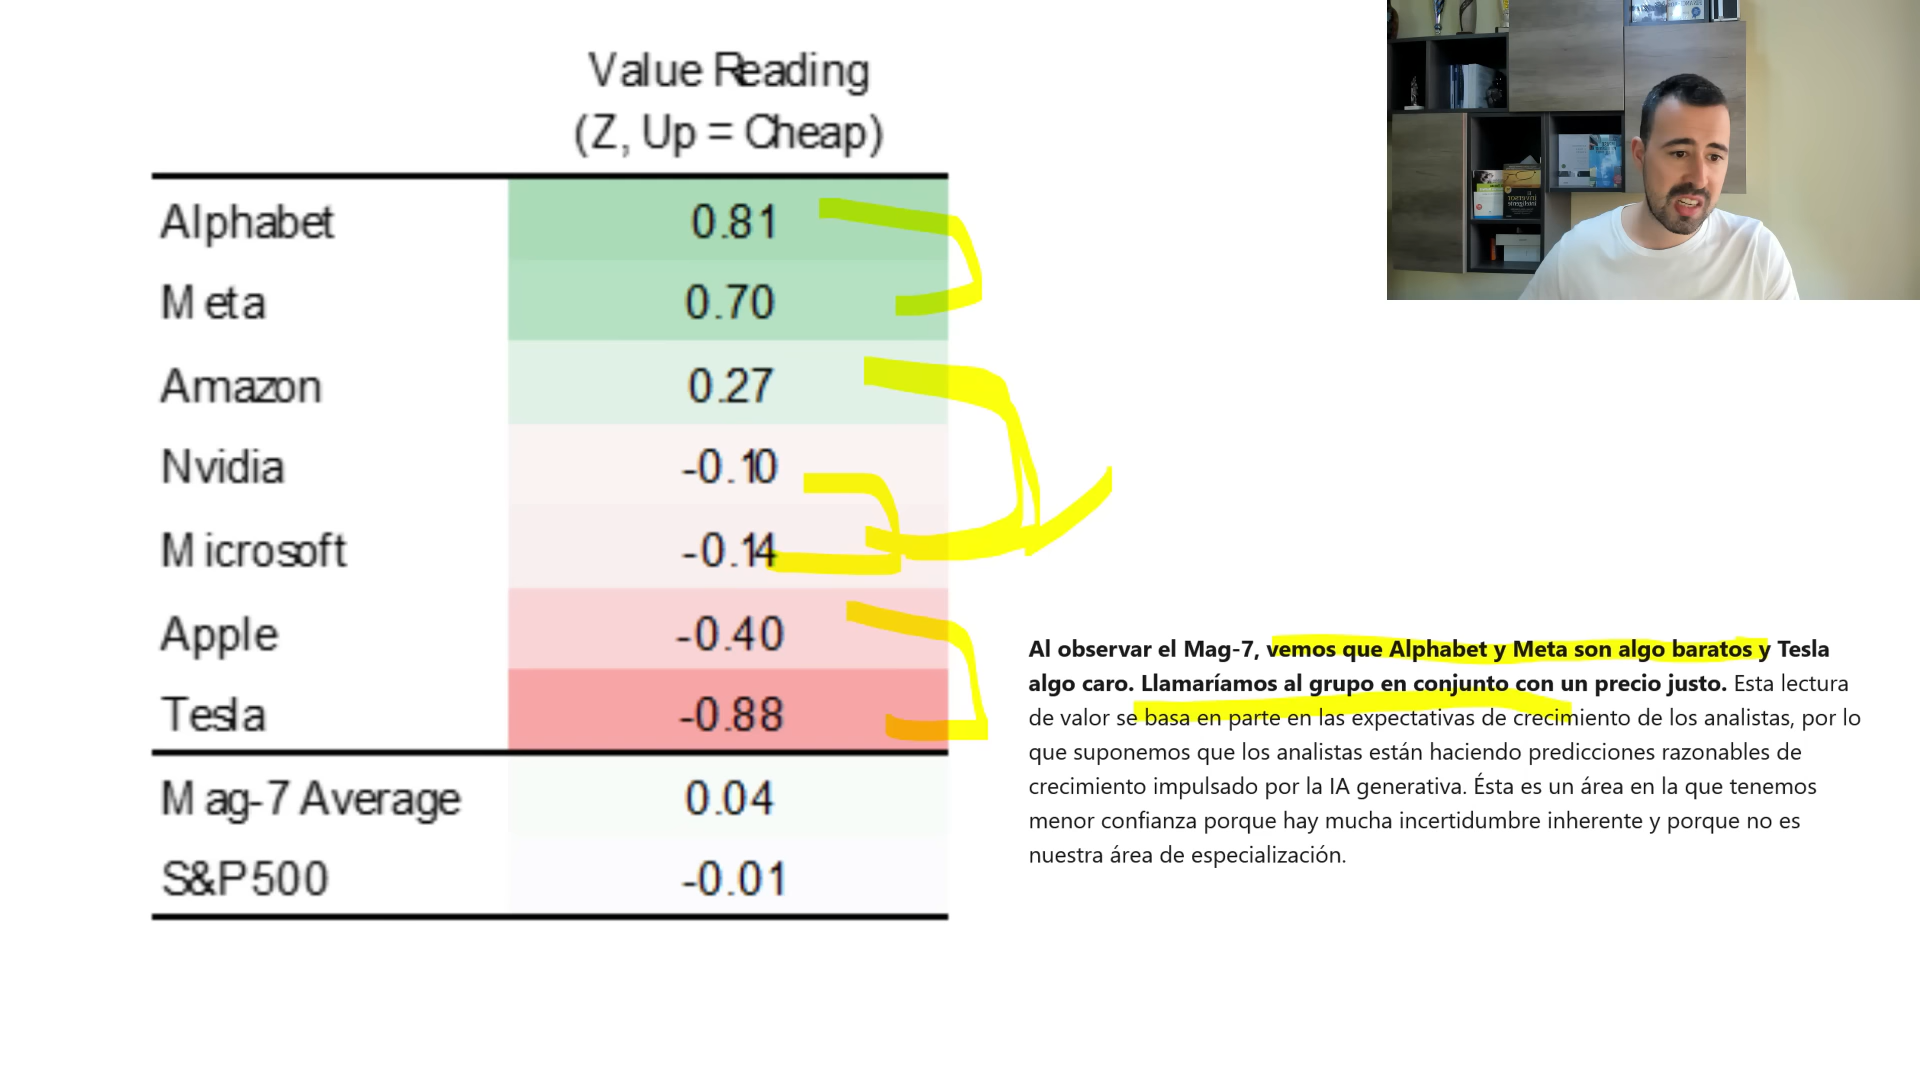 Value Reading
(Z, Up = Cheap)
Alphabet 0.81
Meta 0.70
Amazon 0.27
Nvidia -0.10
Microsoft -0.14
Apple -0.40
Tesla -0.88
Mag-7 Average 0.04
S&P500 -0.01
Al observar el Mag-7, vemos que Alphabet y Meta son algo baratos y Tesla
algo caro. Llamaríamos al grupo en conjunto con un precio justo. Esta lectura
de valor se basa en parte en las expectativas de crecimiento de los analistas, por lo
que suponemos que los analistas están haciendo predicciones razonables de
crecimiento impulsado por la IA generativa. Ésta es un área en la que tenemos
menor confianza porque hay mucha incertidumbre inherente y porque no es
nuestra área de especialización.